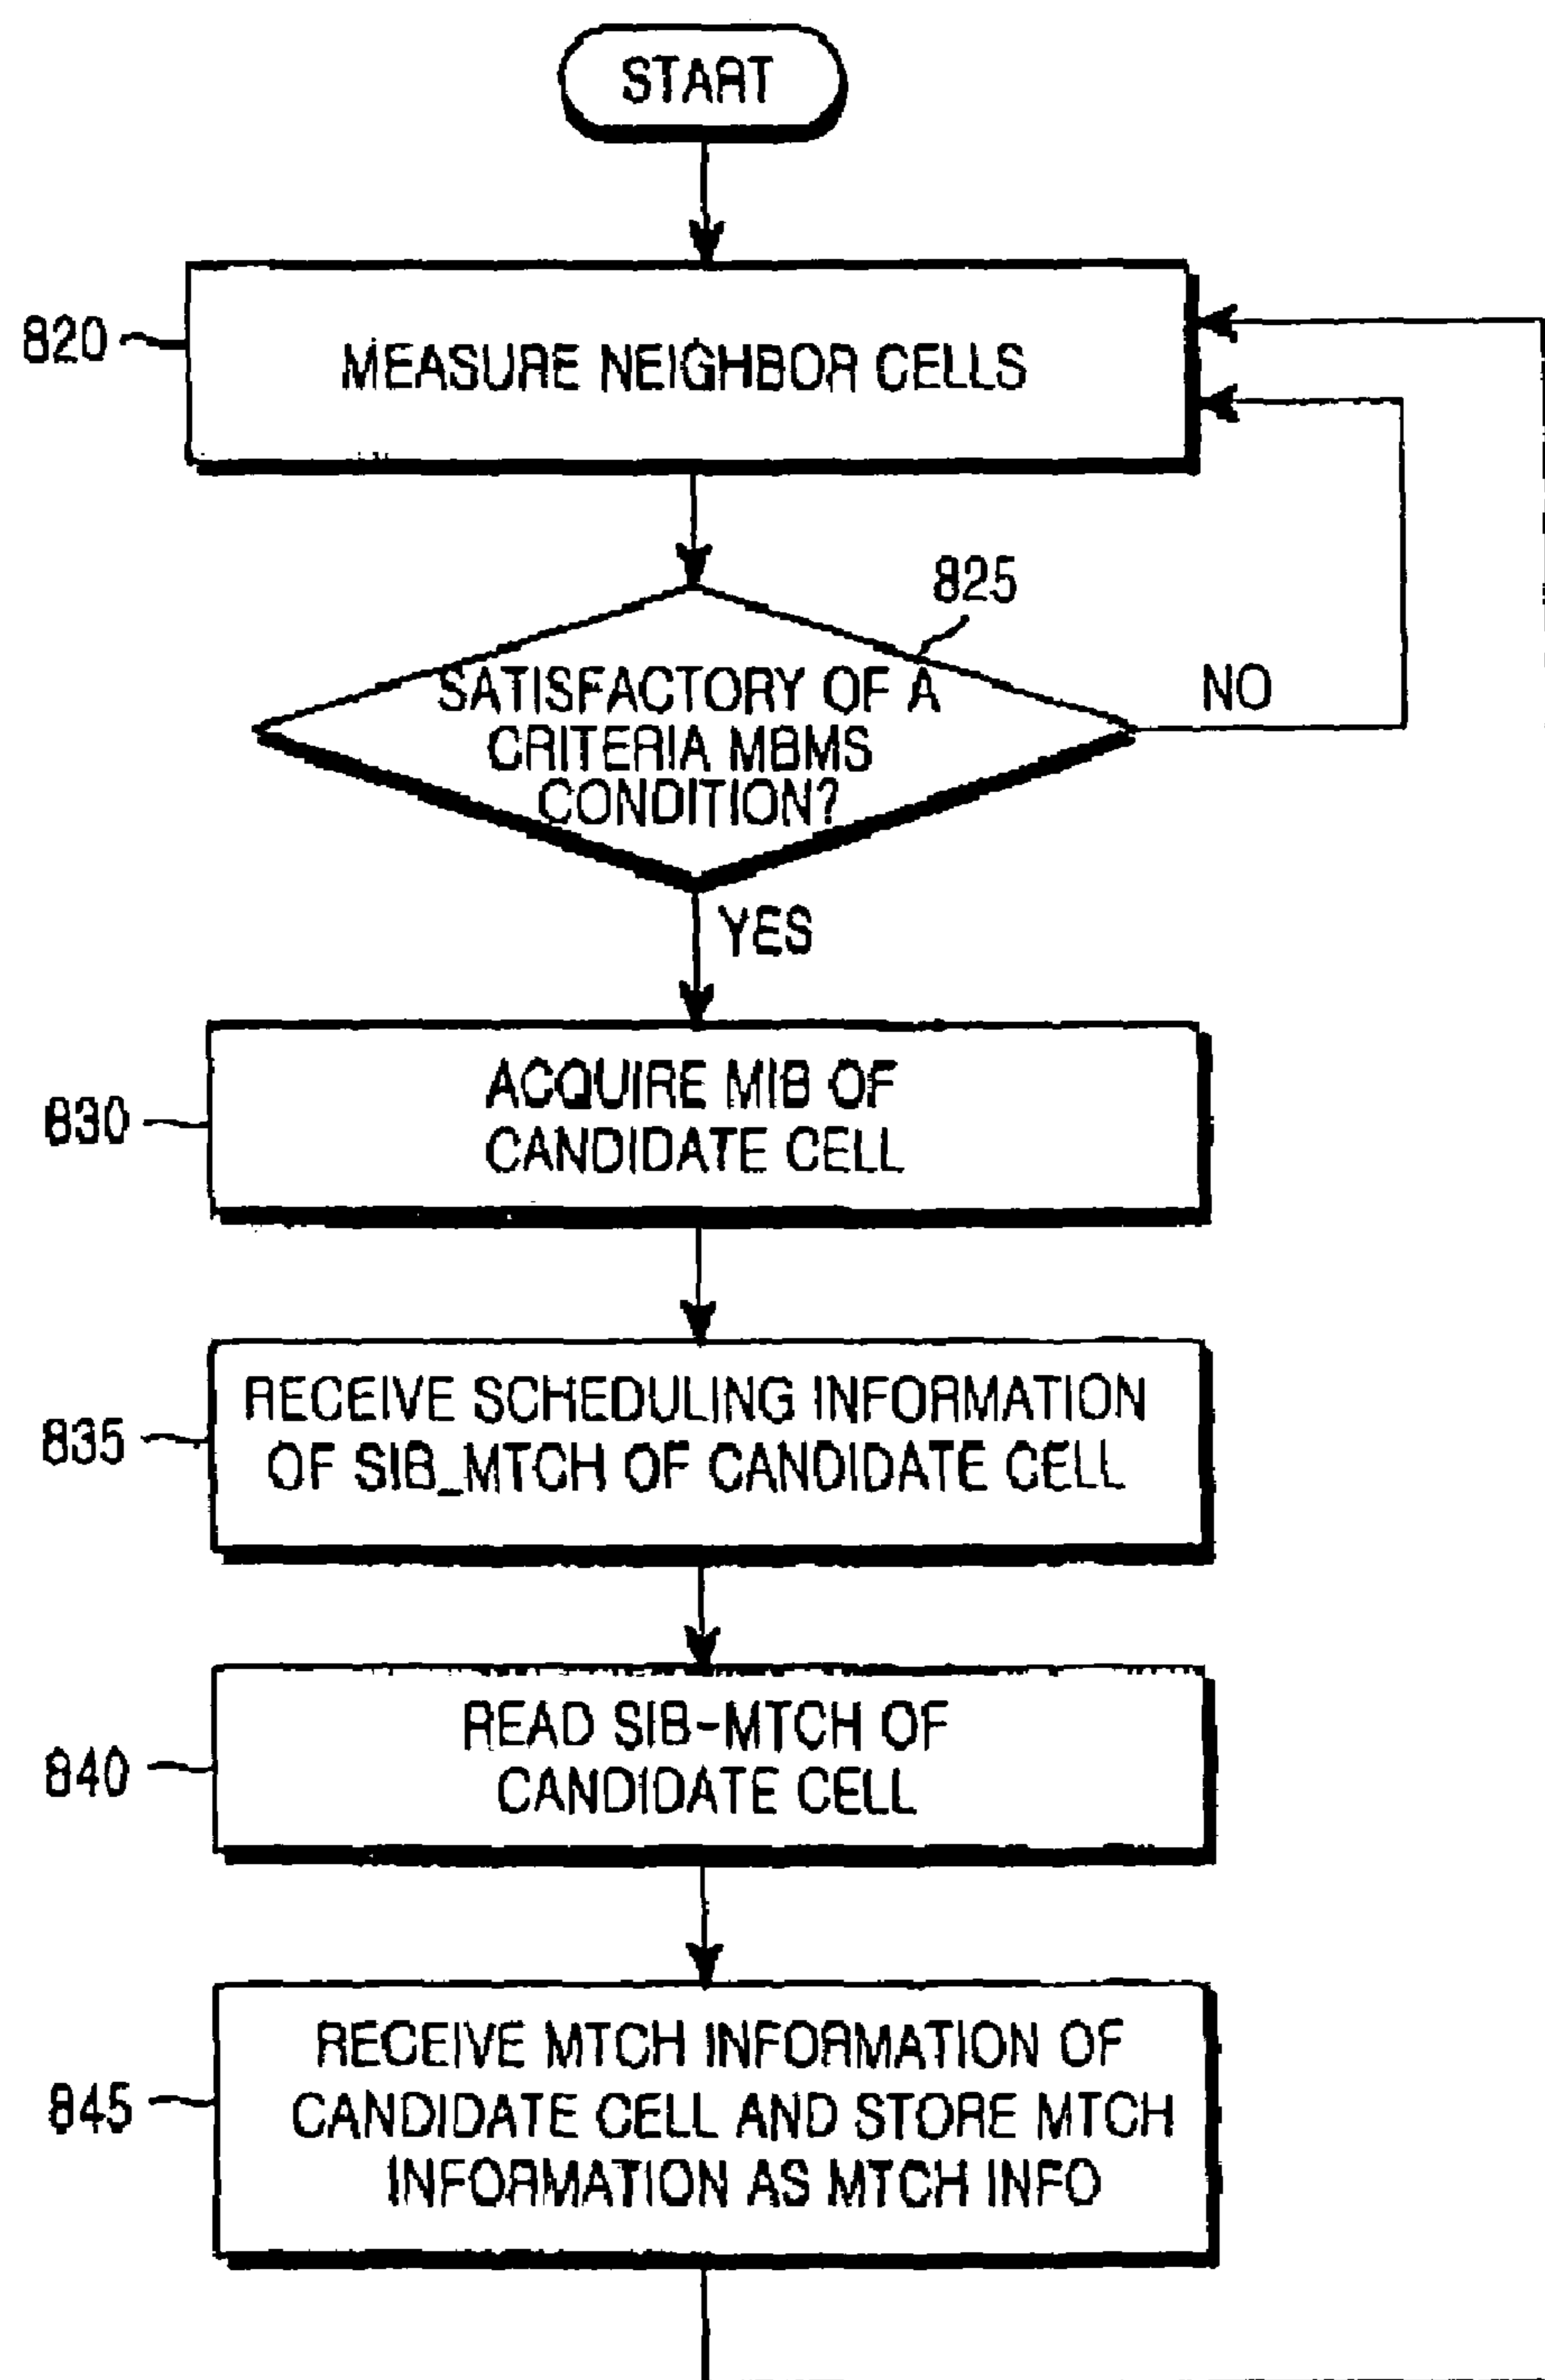 START
820
MEASURE NEIGHBOR CELLS
825
SATISFACTORY OF A
CRITERIA MBMS
CONDITION?
NO
YES
830
ACQUIRE MIB OF
CANDIDATE CELL
835
RECEIVE SCHEDULING INFORMATION
OF SIB_MTCH OF CANDIDATE CELL
840
READ SIB-MTCH OF
CANDIDATE CELL
845
RECEIVE MTCH INFORMATION OF
CANDIDATE CELL AND STORE MTCH
INFORMATION AS MTCH INFO